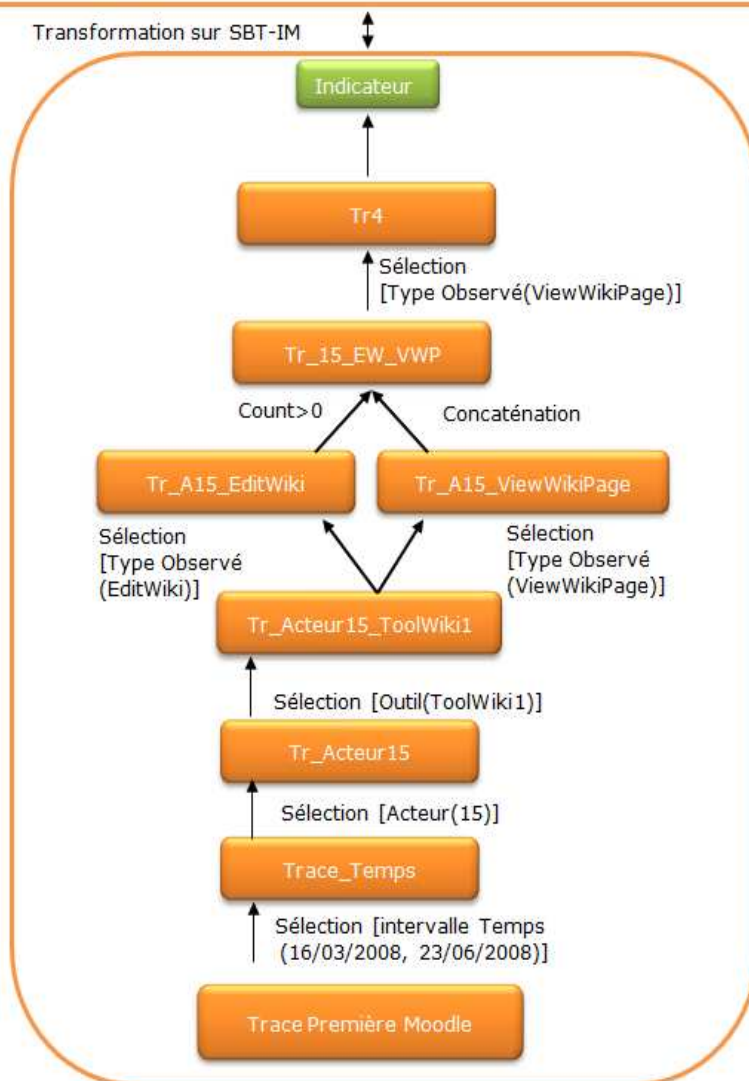 Transformation sur SBT-IM
Indicateur
Tr4
Sélection
[Type Observé(ViewWikiPage)]
Tr_15_EW_VWP
Count>0
Concaténation
Tr_A15_EditWiki
Tr_A15_ViewWikiPage
Sélection
[Type Observé
(EditWiki)]
Sélection
[Type Observé
(ViewWikiPage)]
Tr_Acteur15_ToolWiki1
Sélection [Outil(ToolWiki1)]
Tr_Acteur15
Sélection [Acteur(15)]
Trace_Temps
Sélection [intervalle Temps
(16/03/2008, 23/06/2008)]
Trace Première Moodle